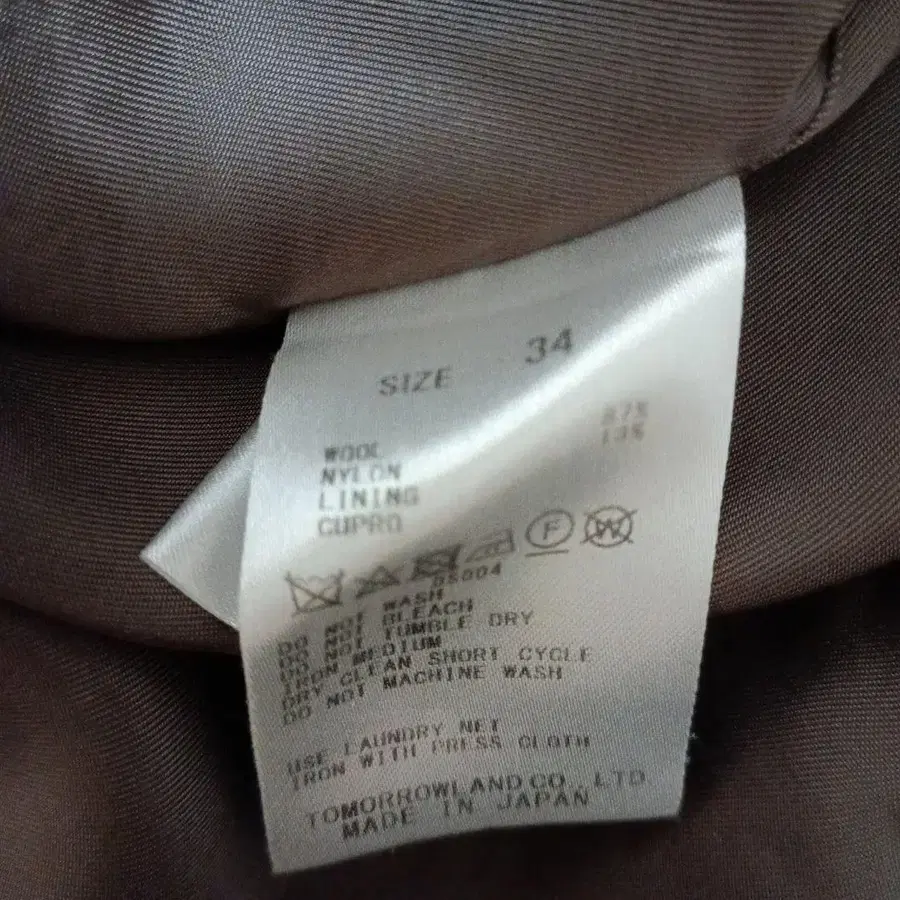 SIZE 34
WOOL 87%
NYLON 13%
LINING
CUPRO
F W
DS004
DO NOT WASH
DO NOT BLEACH
DO NOT TUMBLE DRY
IRON MEDIUM
DRY CLEAN SHORT CYCLE
DO NOT MACHINE WASH
USE LAUNDRY NET
IRON WITH PRESS CLOTH
TOMORROWLAND CO., LTD.
MADE IN JAPAN